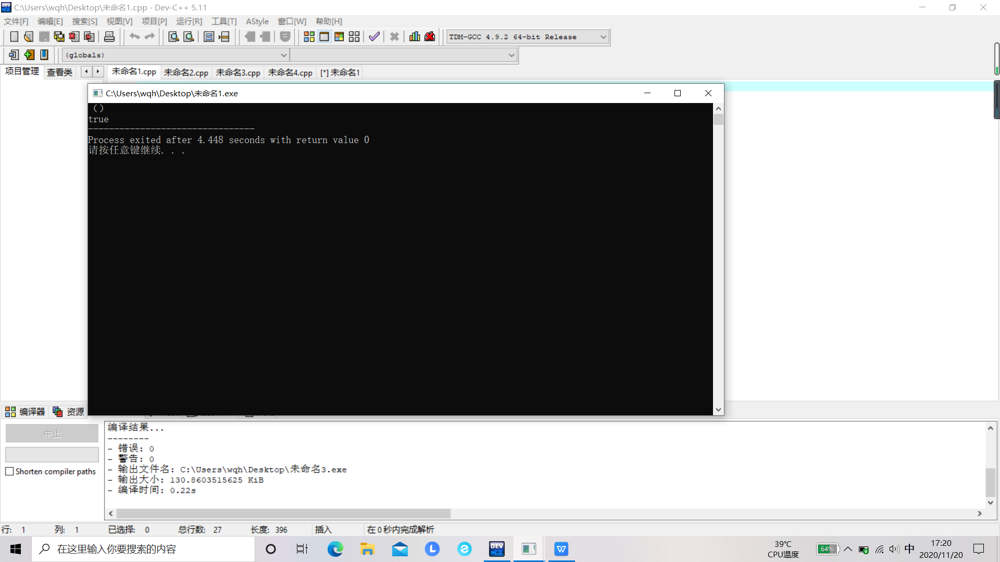 C:\Users\wqh\Desktop\未命名1.cpp - Dev-C++ 5.11
文件[F] 编辑[E] 搜索[S] 视图[V] 项目[P] 运行[R] 工具[T] AStyle 窗口[W] 帮助[H]
TDM-GCC 4.9.2 64-bit Release
(globals)
项目管理 查看类 未命名1.cpp 未命名2.cpp 未命名3.cpp 未命名4.cpp [*] 未命名1
C:\Users\wqh\Desktop\未命名1.exe
()
true
--------------------------------
Process exited after 4.448 seconds with return value 0
请按任意键继续. . .
编译器 资源
中止
Shorten compiler paths
编译结果...
--------
- 错误: 0
- 警告: 0
- 输出文件名: C:\Users\wqh\Desktop\未命名3.exe
- 输出大小: 130.8603515625 KiB
- 编译时间: 0.22s
行: 1 列: 1 已选择: 0 总行数: 27 长度: 396 插入 在 0 秒内完成解析
在这里输入你要搜索的内容
DEV C++
39℃
CPU温度
64%
中
17:20
2020/11/20